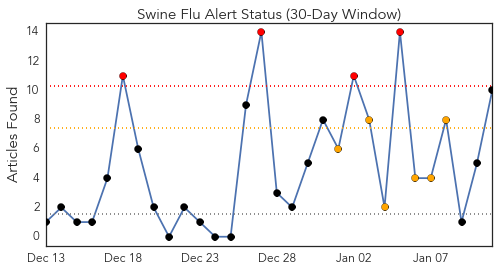 Swine Flu Alert Status (30-Day Window)
Articles Found
14
12
10
8
6
4
2
0
Dec 13 Dec 18 Dec 23 Dec 28 Jan 02 Jan 07